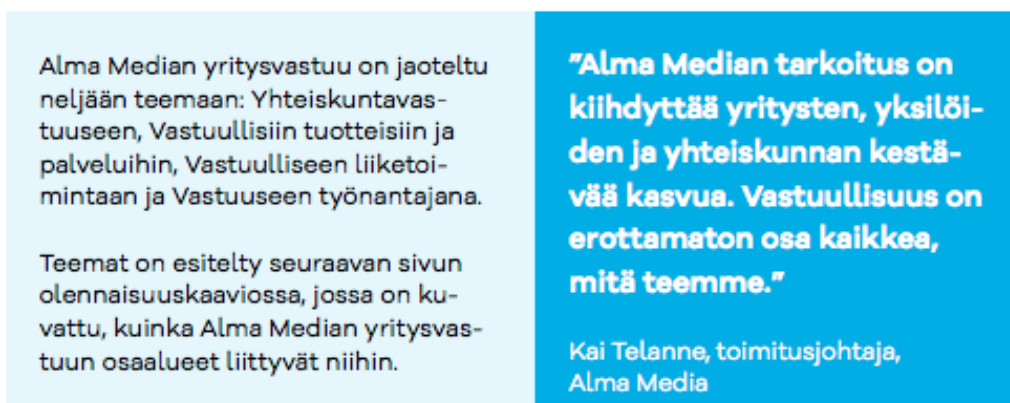 Alma Median yritysvastuu on jaoteltu
neljään teemaan: Yhteiskuntavas-
tuuseen, Vastuullisiin tuotteisiin ja
palveluihin, Vastuulliseen liiketoi-
mintaan ja Vastuuseen työnantajana.
Teemat on esitelty seuraavan sivun
olennaisuuskaaviossa, jossa on ku-
vattu, kuinka Alma Median yritysvas-
tuun osaalueet liittyvät niihin.
”Alma Median tarkoitus on
kiihdyttää yritysten, yksilöi-
den ja yhteiskunnan kestä-
vää kasvua. Vastuullisuus on
erottamaton osa kaikkea,
mitä teemme.”
Kai Telanne, toimitusjohtaja,
Alma Media